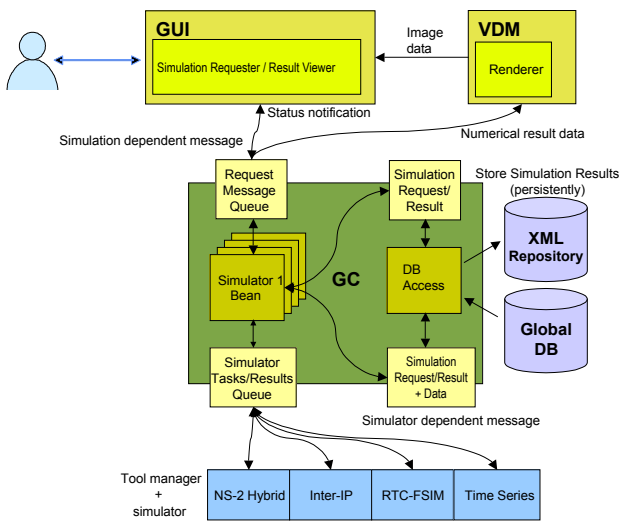 GUI
VDM
Image
data
Simulation Requester / Result Viewer
Renderer
Status notification
Simulation dependent message
Numerical result data
Request
Message
Queue
Simulation
Request/
Result
Store Simulation Results
(persistently)
XML
Repository
Simulator 1
Bean
GC
DB
Access
Global
DB
Simulator
Tasks/Results
Queue
Simulation
Request/Result
+ Data
Simulator dependent message
Tool manager
+
simulator
NS-2 Hybrid
Inter-IP
RTC-FSIM
Time Series